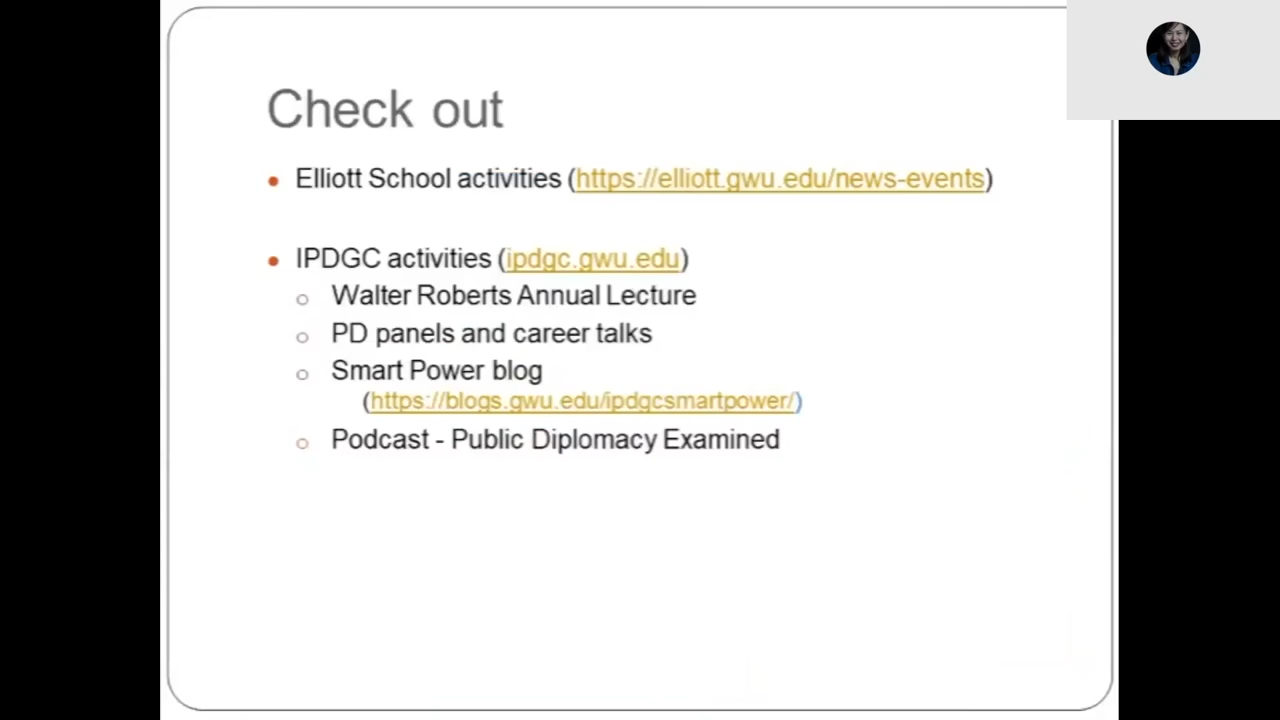 Check out
• Elliott School activities (https://elliott.gwu.edu/news-events)
• IPDGC activities (ipdgc.gwu.edu)
o Walter Roberts Annual Lecture
o PD panels and career talks
o Smart Power blog
(https://blogs.gwu.edu/ipdgcsmartpower/)
o Podcast - Public Diplomacy Examined